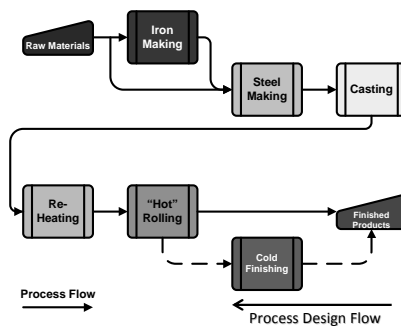 Raw Materials
Iron
Making
Steel
Making
Casting
Re-
Heating
“Hot”
Rolling
Finished
Products
Cold
Finishing
Process Flow
Process Design Flow